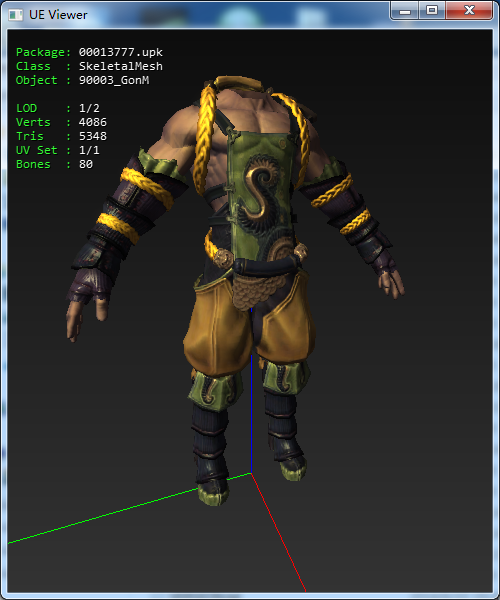 UE Viewer
Package: 00013777.upk
Class : SkeletalMesh
Object : 90003_GonM
LOD : 1/2
Verts : 4086
Tris : 5348
UV Set : 1/1
Bones : 80